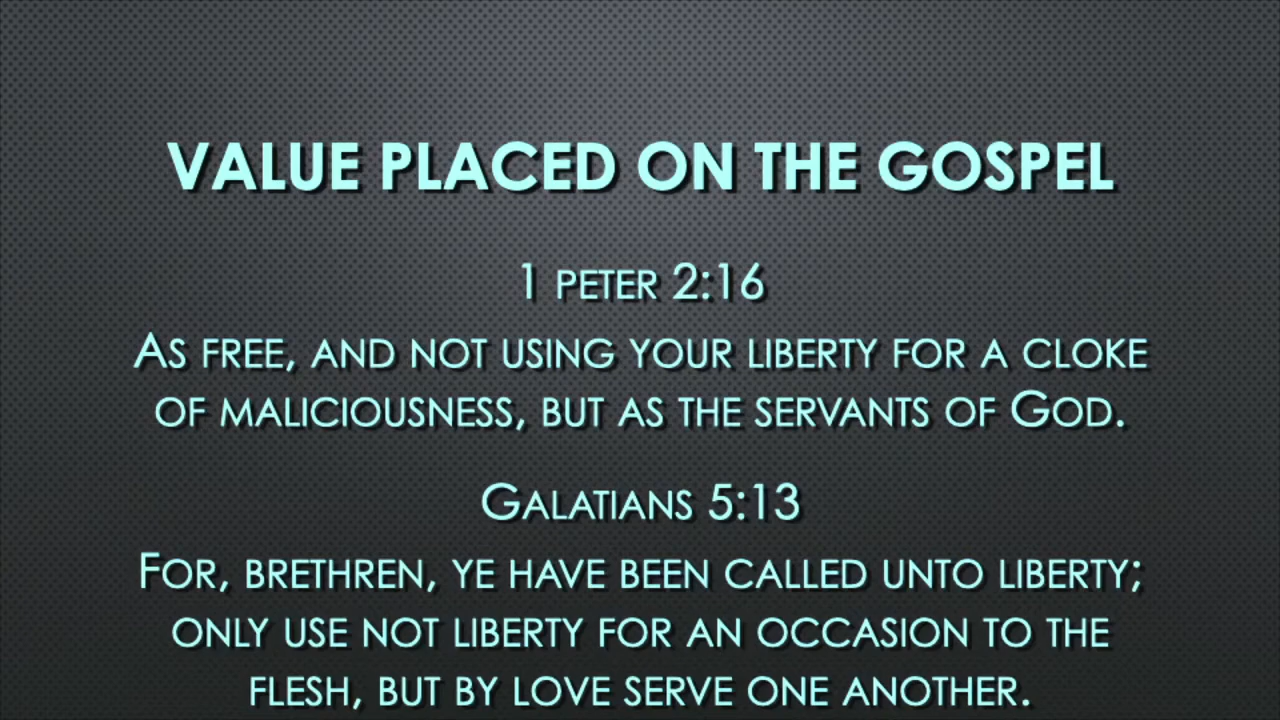 VALUE PLACED ON THE GOSPEL
1 PETER 2:16
AS FREE, AND NOT USING YOUR LIBERTY FOR A CLOKE
OF MALICIOUSNESS, BUT AS THE SERVANTS OF GOD.
GALATIANS 5:13
FOR, BRETHREN, YE HAVE BEEN CALLED UNTO LIBERTY;
ONLY USE NOT LIBERTY FOR AN OCCASION TO THE
FLESH, BUT BY LOVE SERVE ONE ANOTHER.